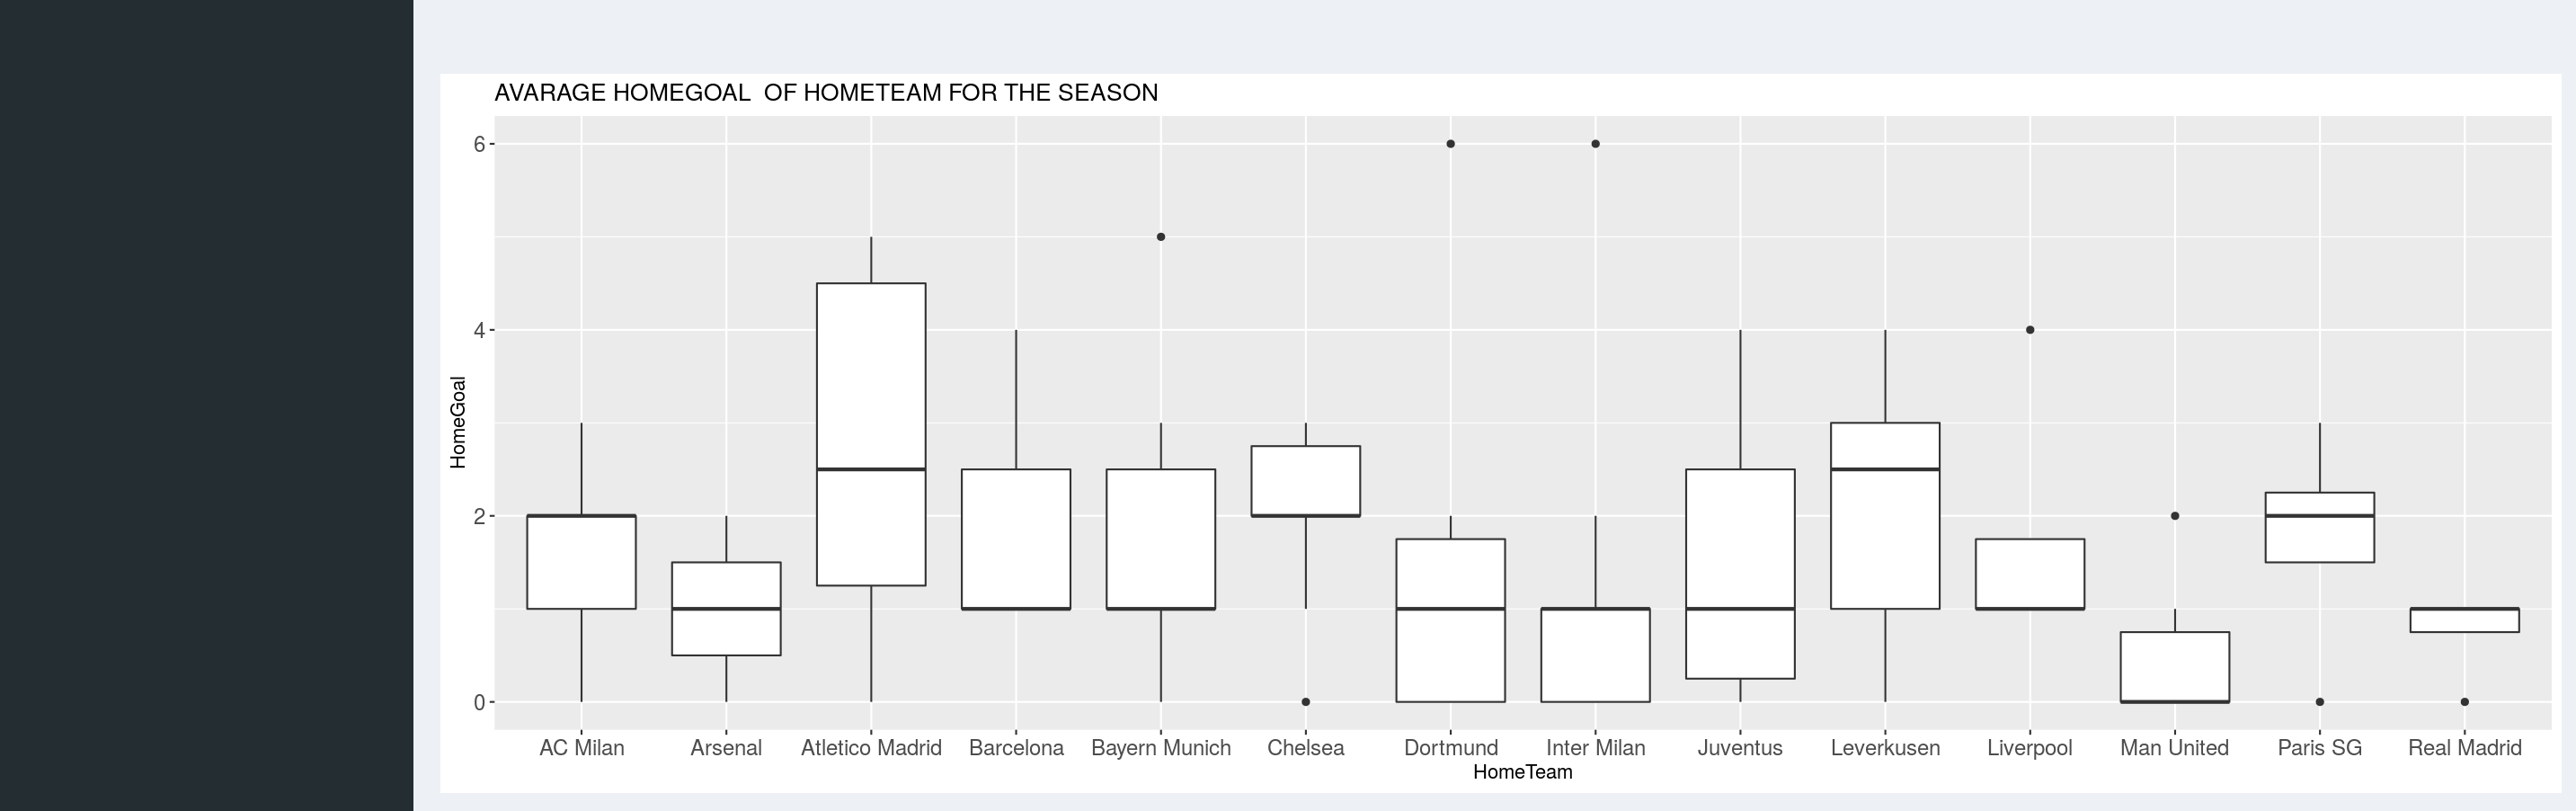 AVARAGE HOMEGOAL  OF HOMETEAM FOR THE SEASON
6
4
2
0
HomeGoal
AC Milan Arsenal Atletico Madrid Barcelona Bayern Munich Chelsea Dortmund Inter Milan Juventus Leverkusen Liverpool Man United Paris SG Real Madrid
HomeTeam